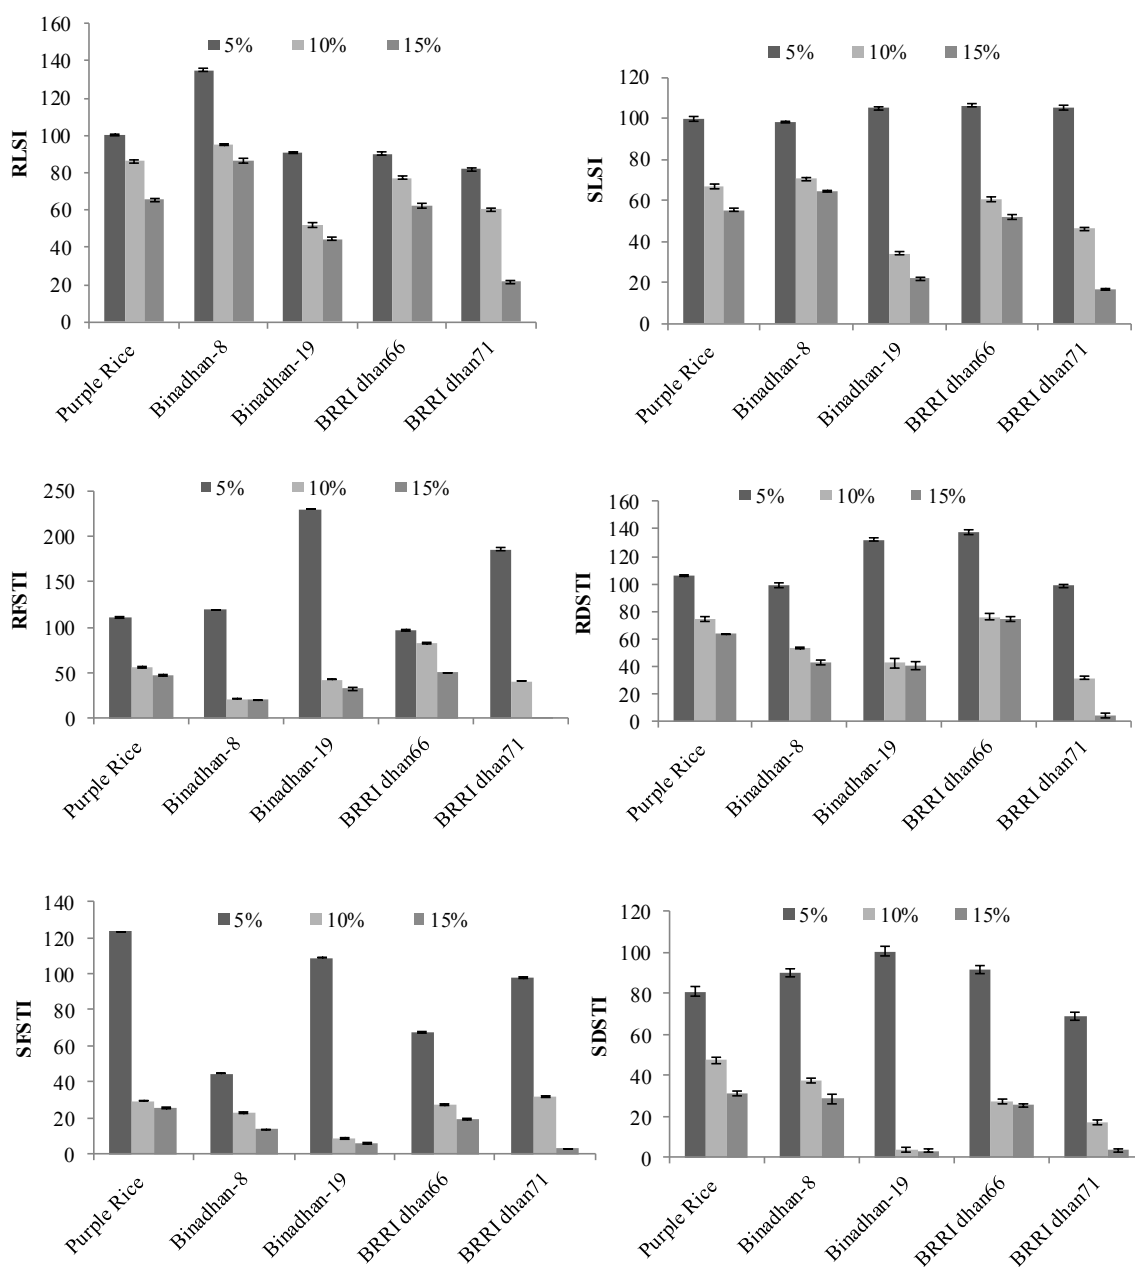 RLSI
5% 10% 15%
160
140
120
100
80
60
40
20
0
Purple Rice
Binadhan-8
Binadhan-19
BRRI dhan66
BRRI dhan71
SLSI
5% 10% 15%
120
100
80
60
40
20
0
Purple Rice
Binadhan-8
Binadhan-19
BRRI dhan66
BRRI dhan71
RFSTI
5% 10% 15%
250
200
150
100
50
0
Purple Rice
Binadhan-8
Binadhan-19
BRRI dhan66
BRRI dhan71
RDSTI
5% 10% 15%
160
140
120
100
80
60
40
20
0
Purple Rice
Binadhan-8
Binadhan-19
BRRI dhan66
BRRI dhan71
SFSTI
5% 10% 15%
140
120
100
80
60
40
20
0
Purple Rice
Binadhan-8
Binadhan-19
BRRI dhan66
BRRI dhan71
SDSTI
5% 10% 15%
120
100
80
60
40
20
0
Purple Rice
Binadhan-8
Binadhan-19
BRRI dhan66
BRRI dhan71